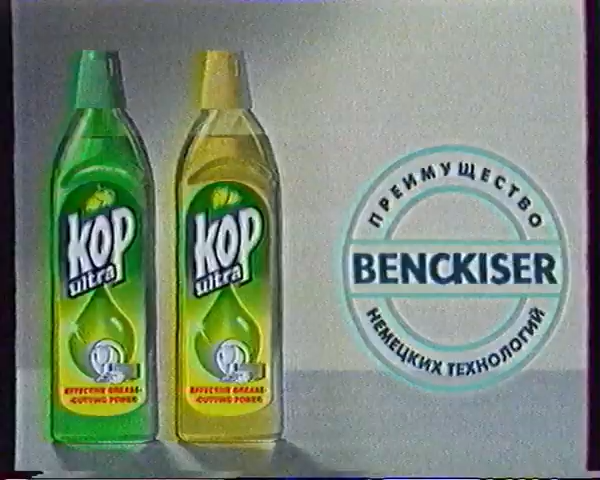 KOP
ultra
EFFECTIVE GREASE-
CUTTING POWER
KOP
ultra
EFFECTIVE GREASE-
CUTTING POWER
ПРЕИМУЩЕСТВО
BENCKISER
НЕМЕЦКИХ ТЕХНОЛОГИЙ